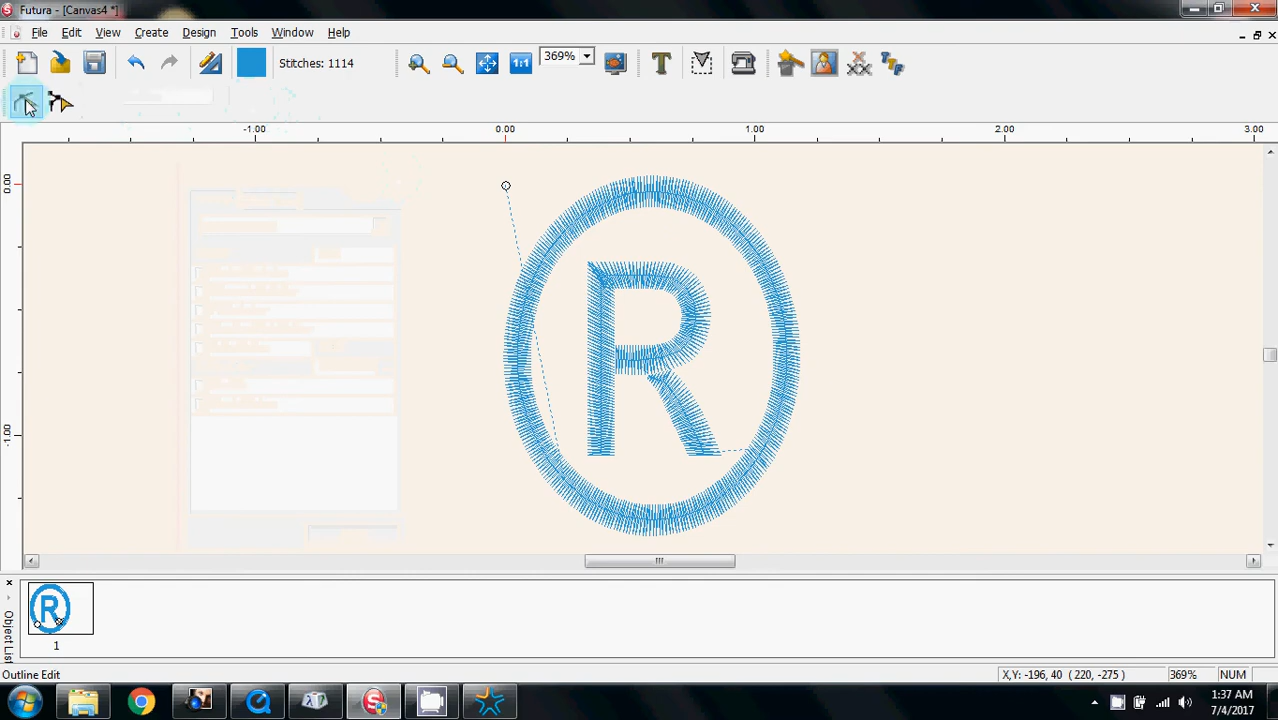 Futura - [Canvas4 *]
File Edit View Create Design Tools Window Help
Stitches: 1114
369%
1:1
T
-1.00 0.00 1.00 2.00 3.00
0.00
-1.00
R
Object List
R
1
Outline Edit
X,Y: -196, 40 ( 220, -275 ) 369% NUM
1:37 AM
7/4/2017